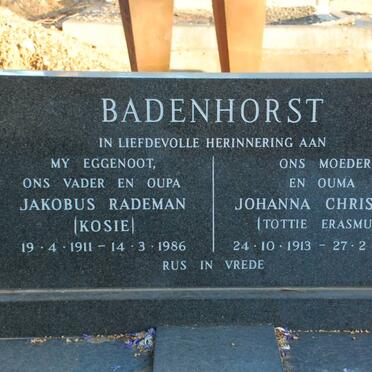 BADENHORST
IN LIEFDEVOLLE HERINNERING AAN
MY EGGENOOT,
ONS VADER EN OUPA
JAKOBUS RADEMAN
(KOSIE)
19 · 4 · 1911 – 14 · 3 · 1986
ONS MOEDER
EN OUMA
JOHANNA CHRIS
(TOTTIE ERASMU
24 · 10 · 1913 – 27 · 2 ·
RUS IN VREDE